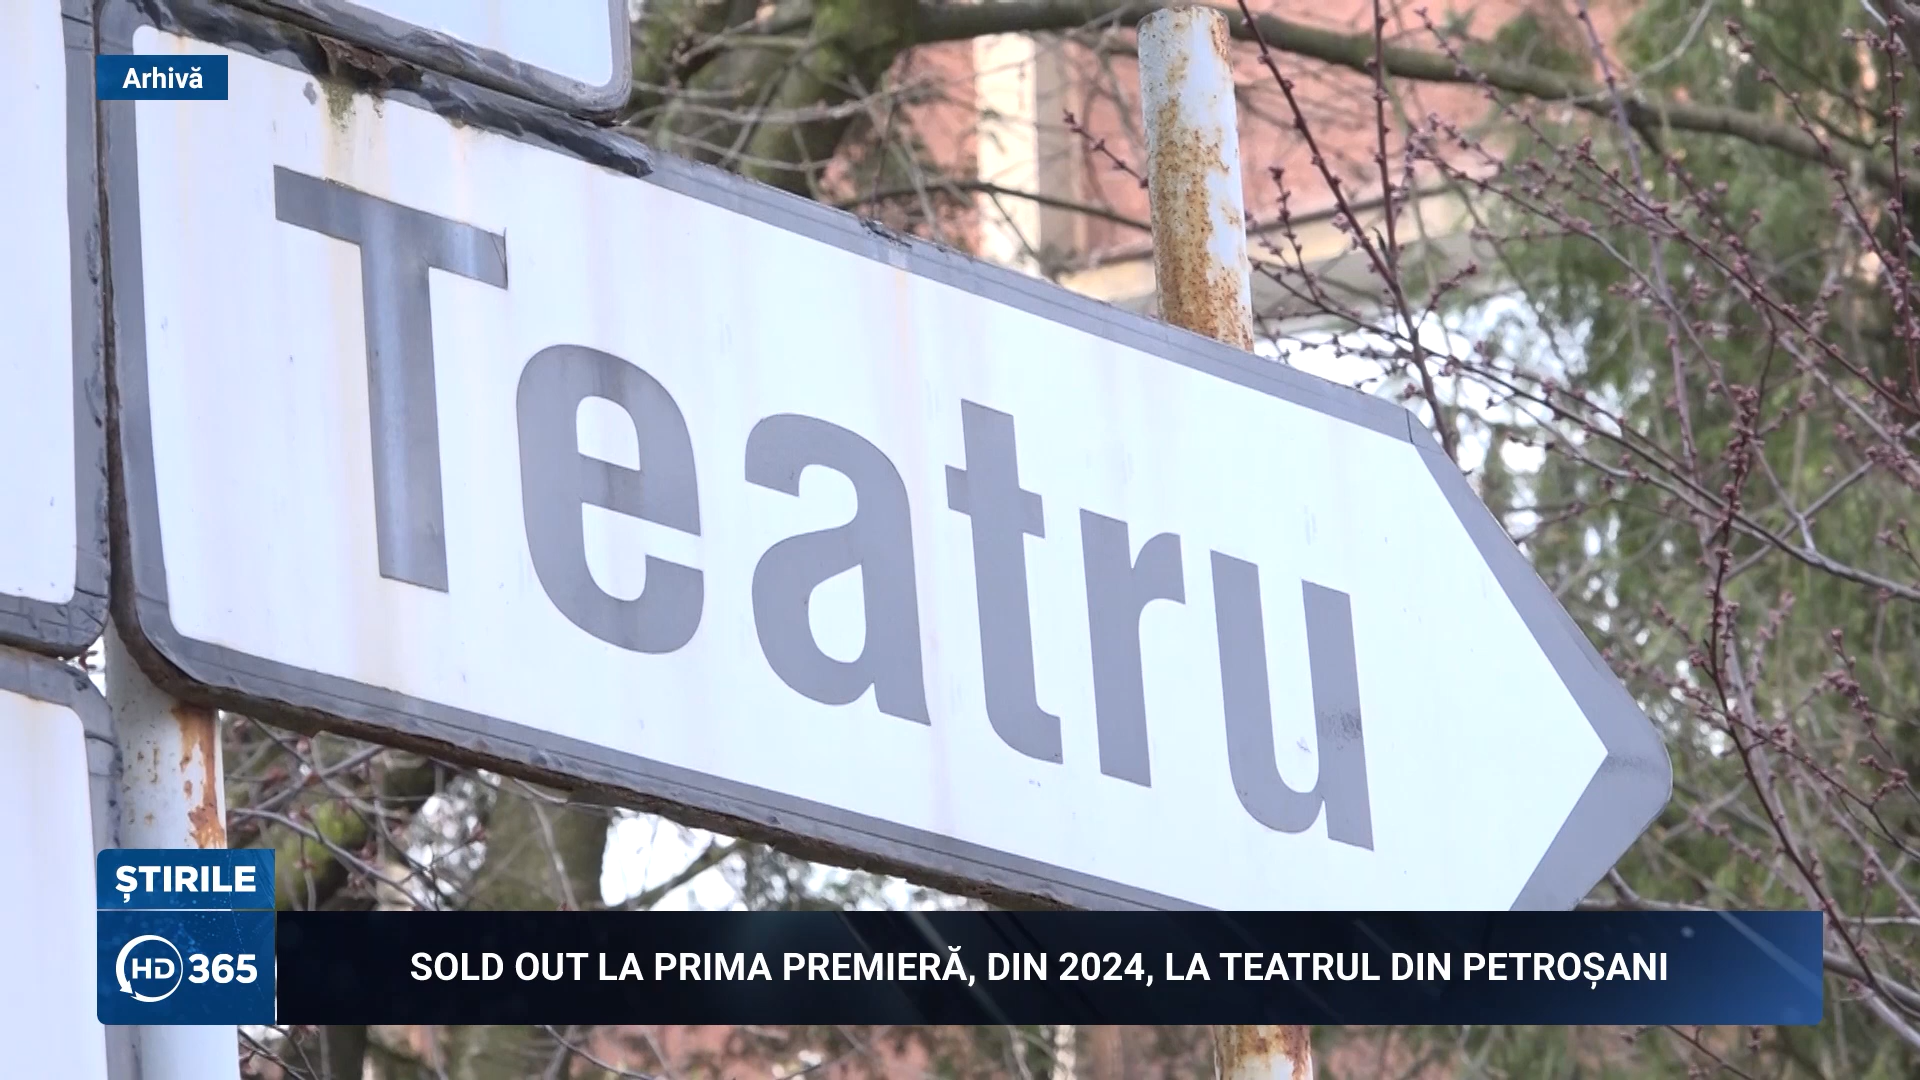 Arhivă
Teatru
ȘTIRILE
HD 365
SOLD OUT LA PRIMA PREMIERĂ, DIN 2024, LA TEATRUL DIN PETROȘANI